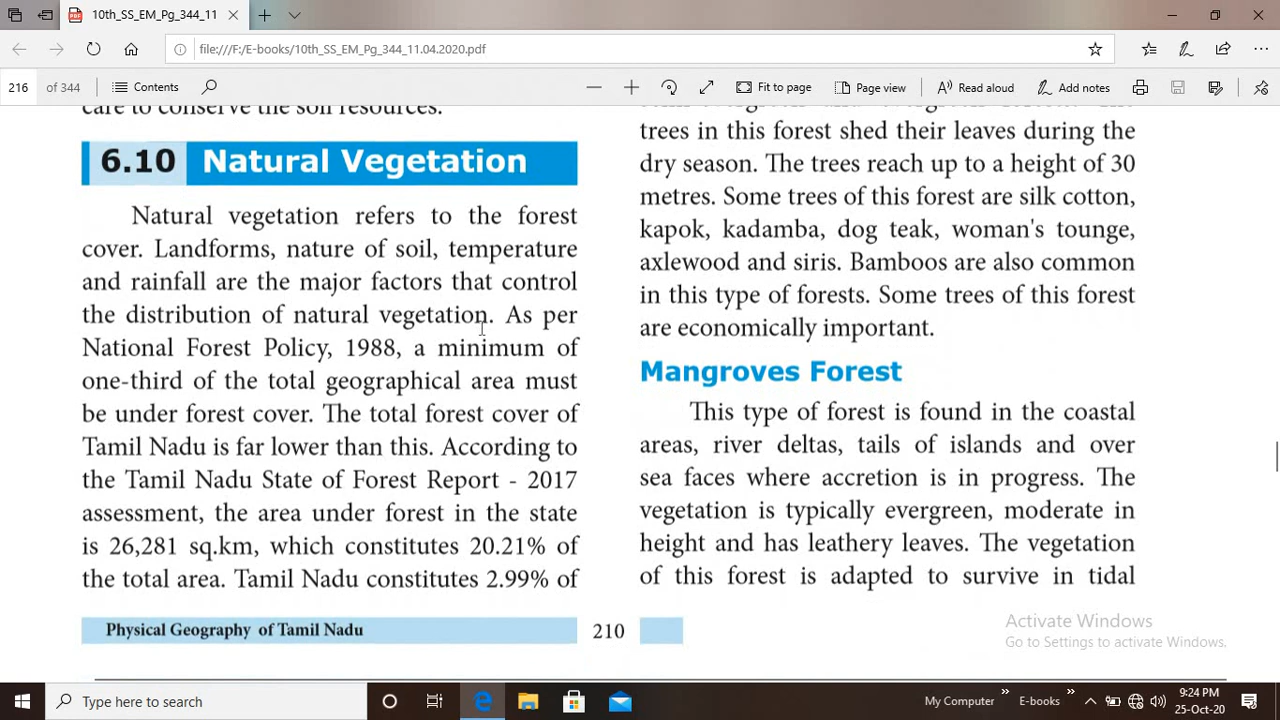 10th_SS_EM_Pg_344_11
file:///F:/E-books/10th_SS_EM_Pg_344_11.04.2020.pdf
216 of 344 Contents Fit to page Page view Read aloud Add notes
care to conserve the soil resources.
6.10 Natural Vegetation
Natural vegetation refers to the forest
cover. Landforms, nature of soil, temperature
and rainfall are the major factors that control
the distribution of natural vegetation. As per
National Forest Policy, 1988, a minimum of
one-third of the total geographical area must
be under forest cover. The total forest cover of
Tamil Nadu is far lower than this. According to
the Tamil Nadu State of Forest Report - 2017
assessment, the area under forest in the state
is 26,281 sq.km, which constitutes 20.21% of
the total area. Tamil Nadu constitutes 2.99% of
trees in this forest shed their leaves during the
dry season. The trees reach up to a height of 30
metres. Some trees of this forest are silk cotton,
kapok, kadamba, dog teak, woman's tounge,
axlewood and siris. Bamboos are also common
in this type of forests. Some trees of this forest
are economically important.
Mangroves Forest
This type of forest is found in the coastal
areas, river deltas, tails of islands and over
sea faces where accretion is in progress. The
vegetation is typically evergreen, moderate in
height and has leathery leaves. The vegetation
of this forest is adapted to survive in tidal
Physical Geography of Tamil Nadu
210
Activate Windows
Go to Settings to activate Windows.
Type here to search
My Computer
E-books
9:24 PM
25-Oct-20